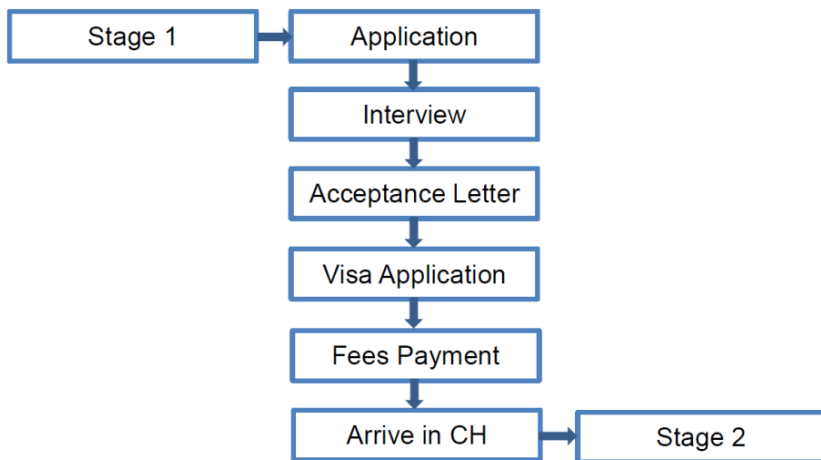 Stage 1
Application
Interview
Acceptance Letter
Visa Application
Fees Payment
Arrive in CH
Stage 2